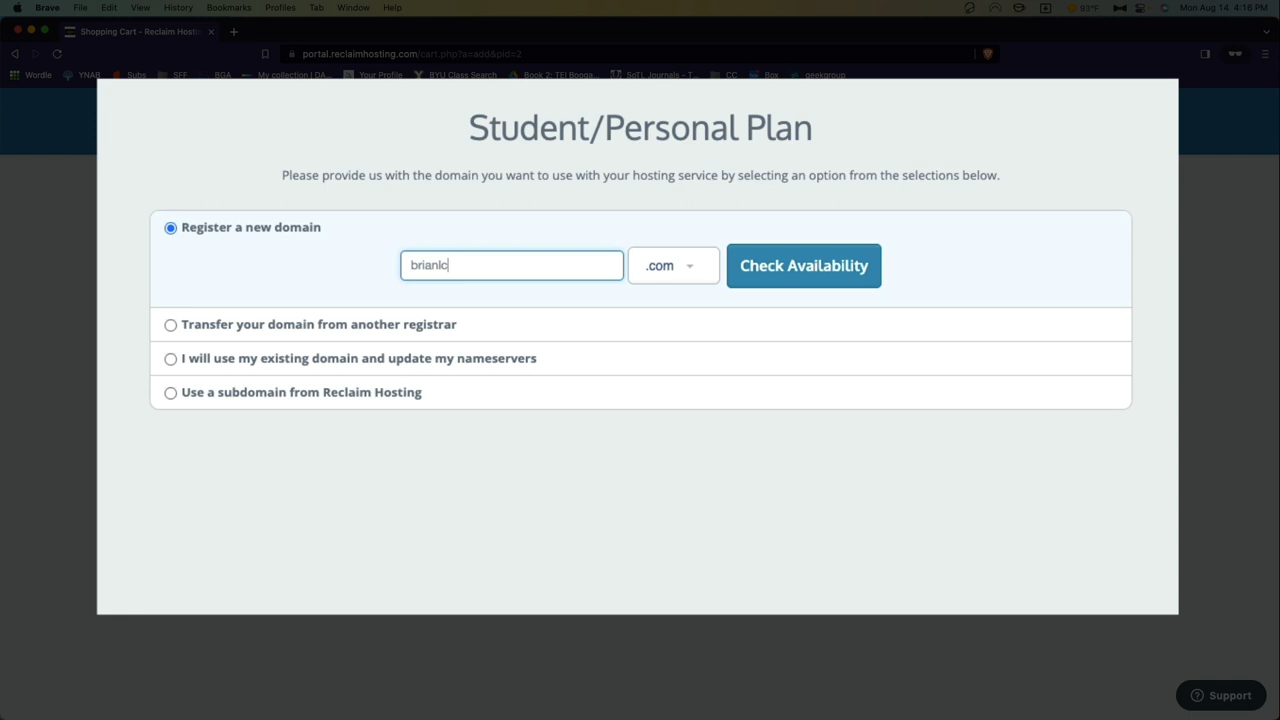 Brave File Edit View History Bookmarks Profiles Tab Window Help 93°F Mon Aug 14 4:16 PM
Shopping Cart - Reclaim Hostin
portal.reclaimhosting.com/cart.php?a=add&pid=2
Wordle YNAB Subs SFF BGA My collection | DA... Your Profile BYU Class Search Book 2: TEI Booga... SoTL Journals - T... CC Box geekgroup
Student/Personal Plan
Please provide us with the domain you want to use with your hosting service by selecting an option from the selections below.
Register a new domain
brianlc .com Check Availability
Transfer your domain from another registrar
I will use my existing domain and update my nameservers
Use a subdomain from Reclaim Hosting
Support